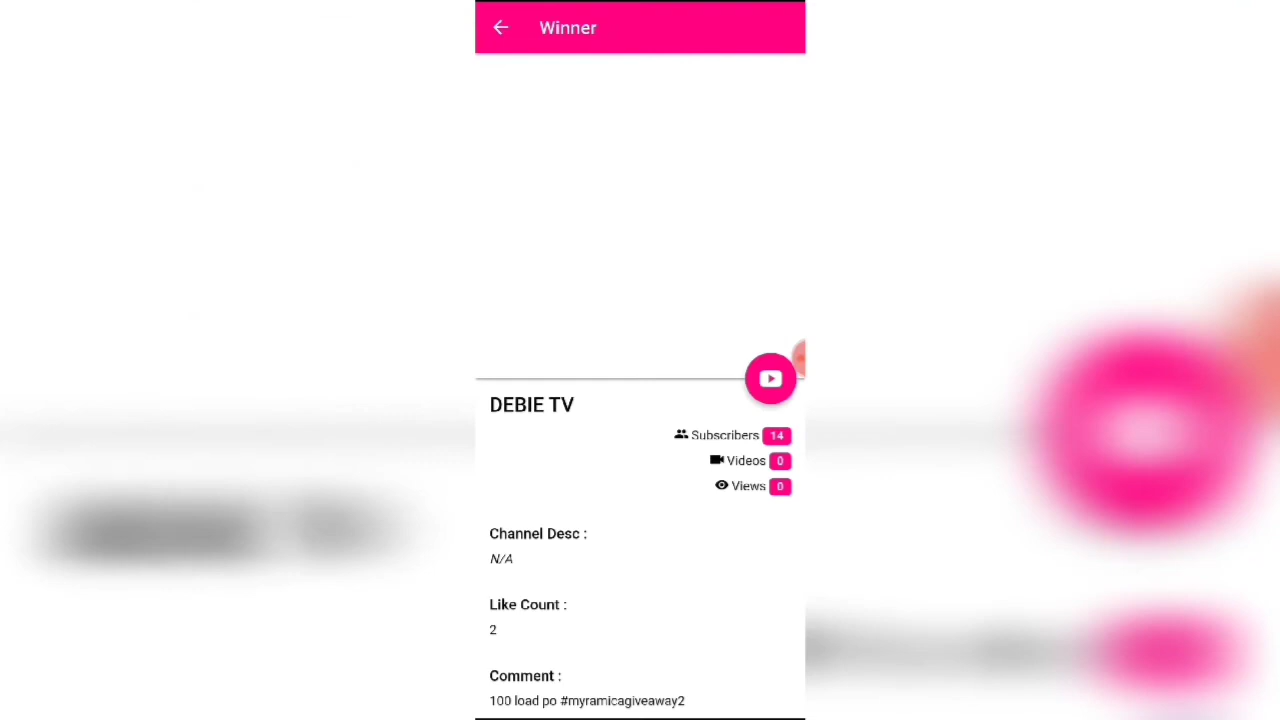 Winner
DEBIE TV
Subscribers 14
Videos 0
Views 0
Channel Desc :
N/A
Like Count :
2
Comment :
100 load po #myramicagiveaway2